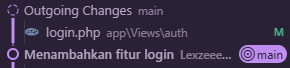 Outgoing Changes main
login.php app\Views\auth M
Menambahkan fitur login Lexzeee... main